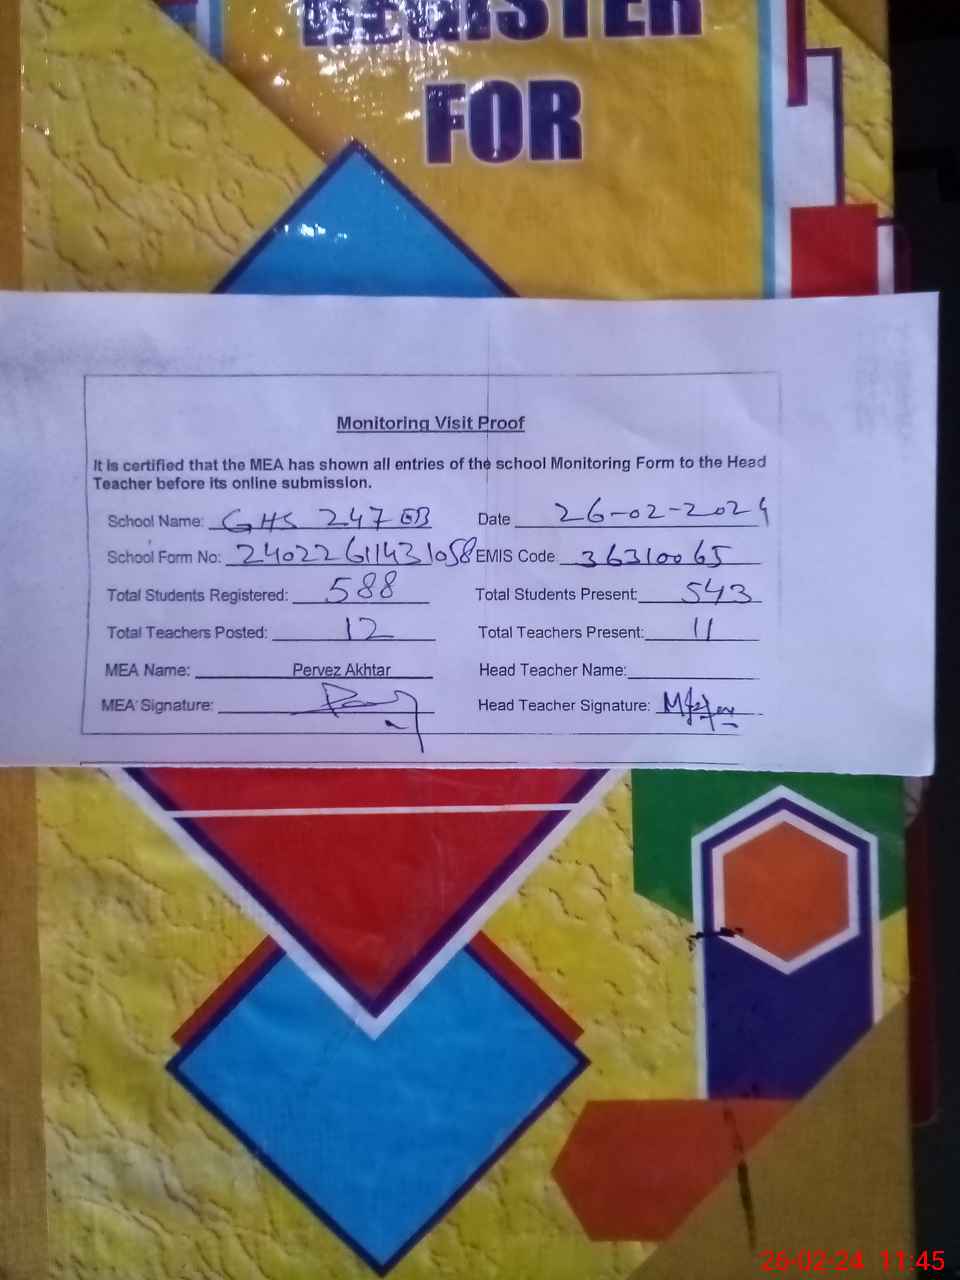 REGISTER
FOR
Monitoring Visit Proof
It is certified that the MEA has shown all entries of the school Monitoring Form to the Head
Teacher before its online submission.
School Name: GHS 247 EB Date 26-02-2024
School Form No: 24022611431058 EMIS Code 36310065
Total Students Registered: 588 Total Students Present: 543
Total Teachers Posted: 12 Total Teachers Present: 11
MEA Name: Pervez Akhtar Head Teacher Name:
MEA Signature: Head Teacher Signature:
26-02-24 11:45